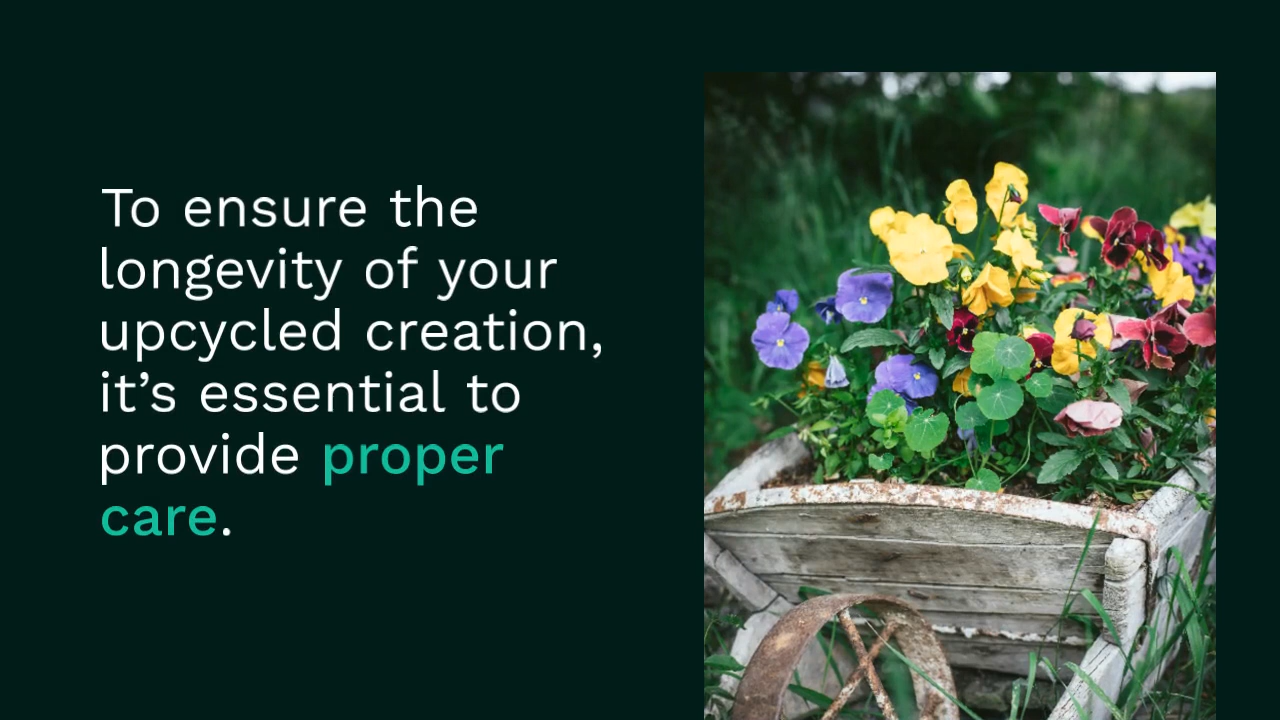 To ensure the
longevity of your
upcycled creation,
it’s essential to
provide proper
care.